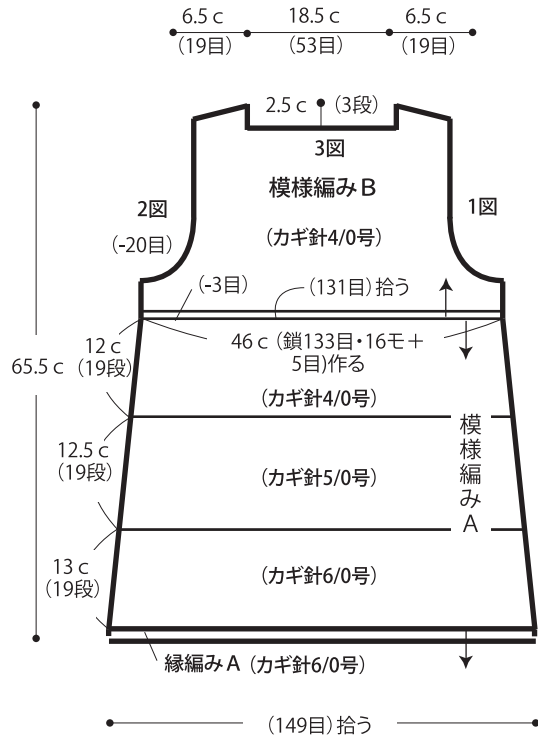 6.5 c
18.5 c
6.5 c
(19目)
(53目)
(19目)
2.5 c
(3段)
3図
模様編みB
2図
1図
(-20目)
(カギ針4/0号)
(-3目)
(131目)拾う
46 c (鎖133目・16モ+
5目)作る
12 c
(19段)
65.5 c
(カギ針4/0号)
模様編みA
12.5 c
(19段)
(カギ針5/0号)
13 c
(19段)
(カギ針6/0号)
縁編みA (カギ針6/0号)
(149目)拾う